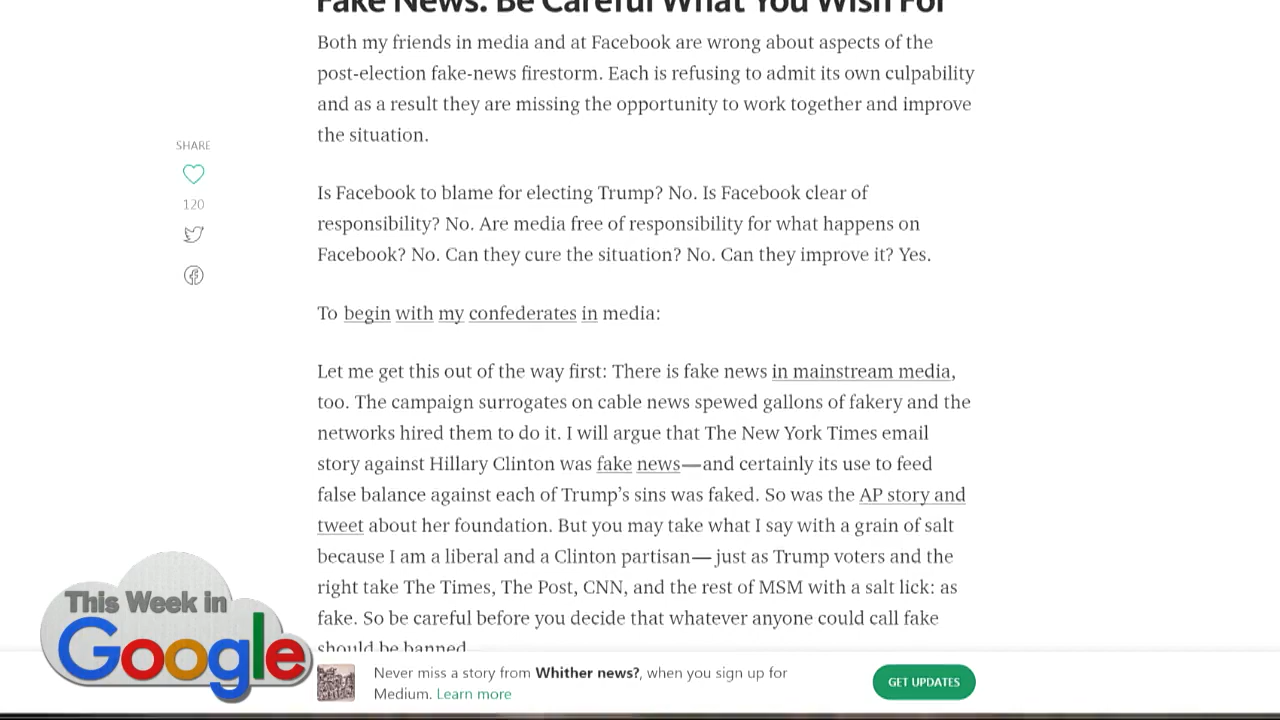 Fake News: Be Careful What You Wish For
Both my friends in media and at Facebook are wrong about aspects of the
post-election fake-news firestorm. Each is refusing to admit its own culpability
and as a result they are missing the opportunity to work together and improve
the situation.
SHARE
120
Is Facebook to blame for electing Trump? No. Is Facebook clear of
responsibility? No. Are media free of responsibility for what happens on
Facebook? No. Can they cure the situation? No. Can they improve it? Yes.
To begin with my confederates in media:
Let me get this out of the way first: There is fake news in mainstream media,
too. The campaign surrogates on cable news spewed gallons of fakery and the
networks hired them to do it. I will argue that The New York Times email
story against Hillary Clinton was fake news—and certainly its use to feed
false balance against each of Trump’s sins was faked. So was the AP story and
tweet about her foundation. But you may take what I say with a grain of salt
because I am a liberal and a Clinton partisan— just as Trump voters and the
right take The Times, The Post, CNN, and the rest of MSM with a salt lick: as
fake. So be careful before you decide that whatever anyone could call fake
should be banned
This Week in
Google
Never miss a story from Whither news?, when you sign up for
Medium. Learn more
GET UPDATES